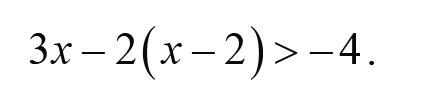 3x − 2(x − 2) > −4.